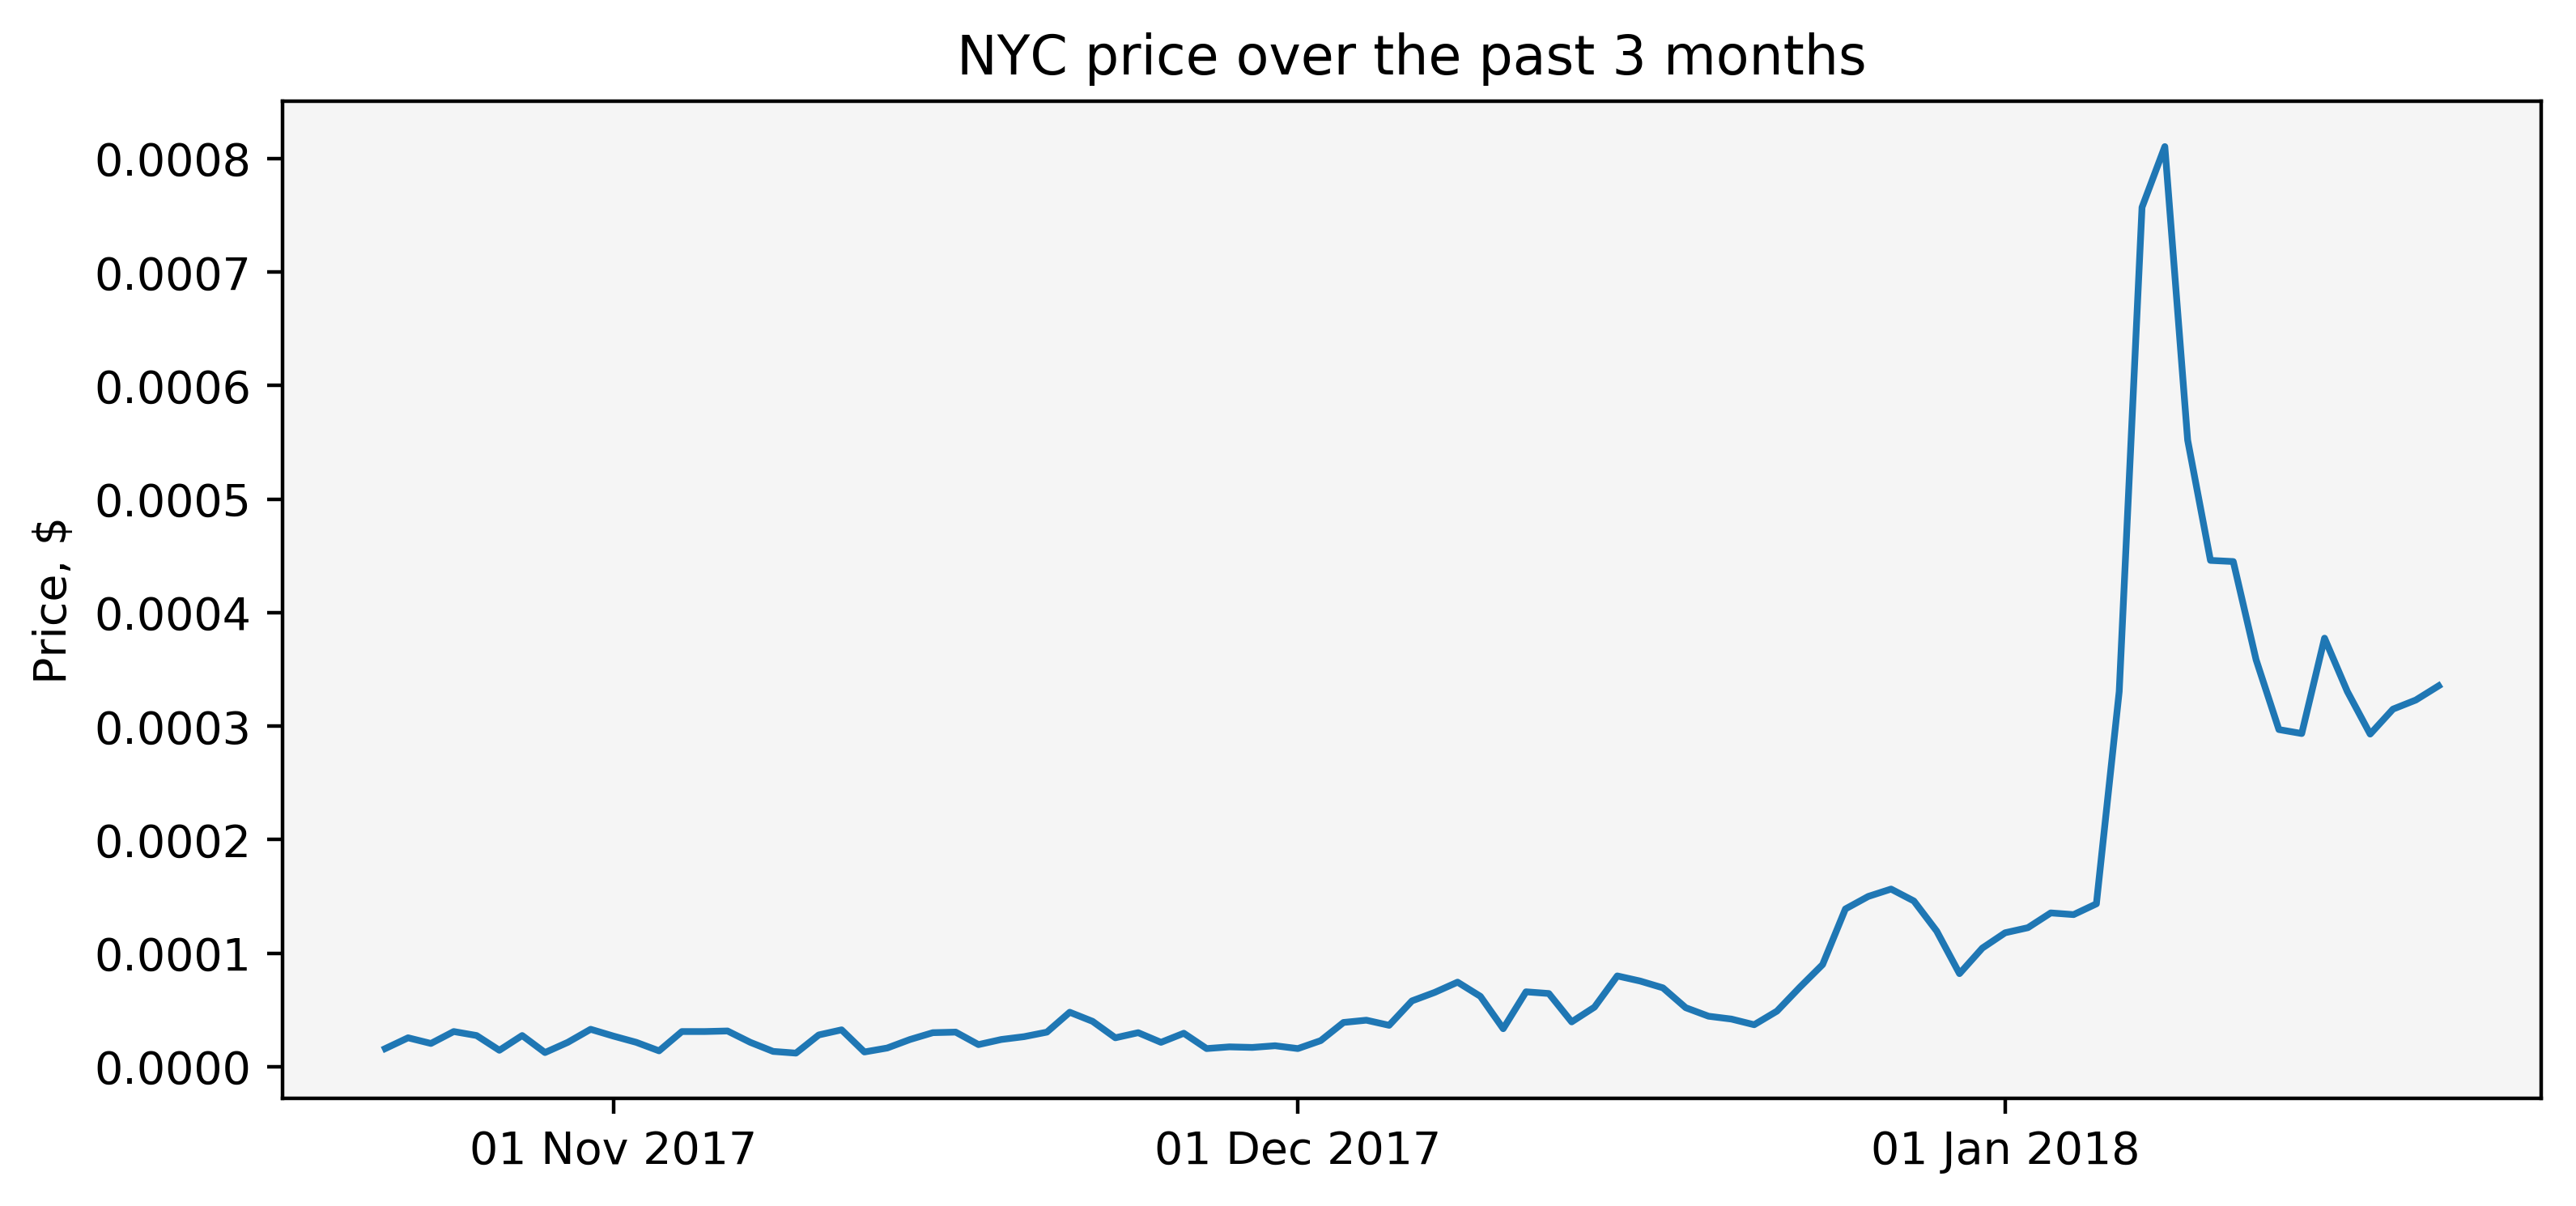 NYC price over the past 3 months
Price, $
0.0008
0.0007
0.0006
0.0005
0.0004
0.0003
0.0002
0.0001
0.0000
01 Nov 2017
01 Dec 2017
01 Jan 2018